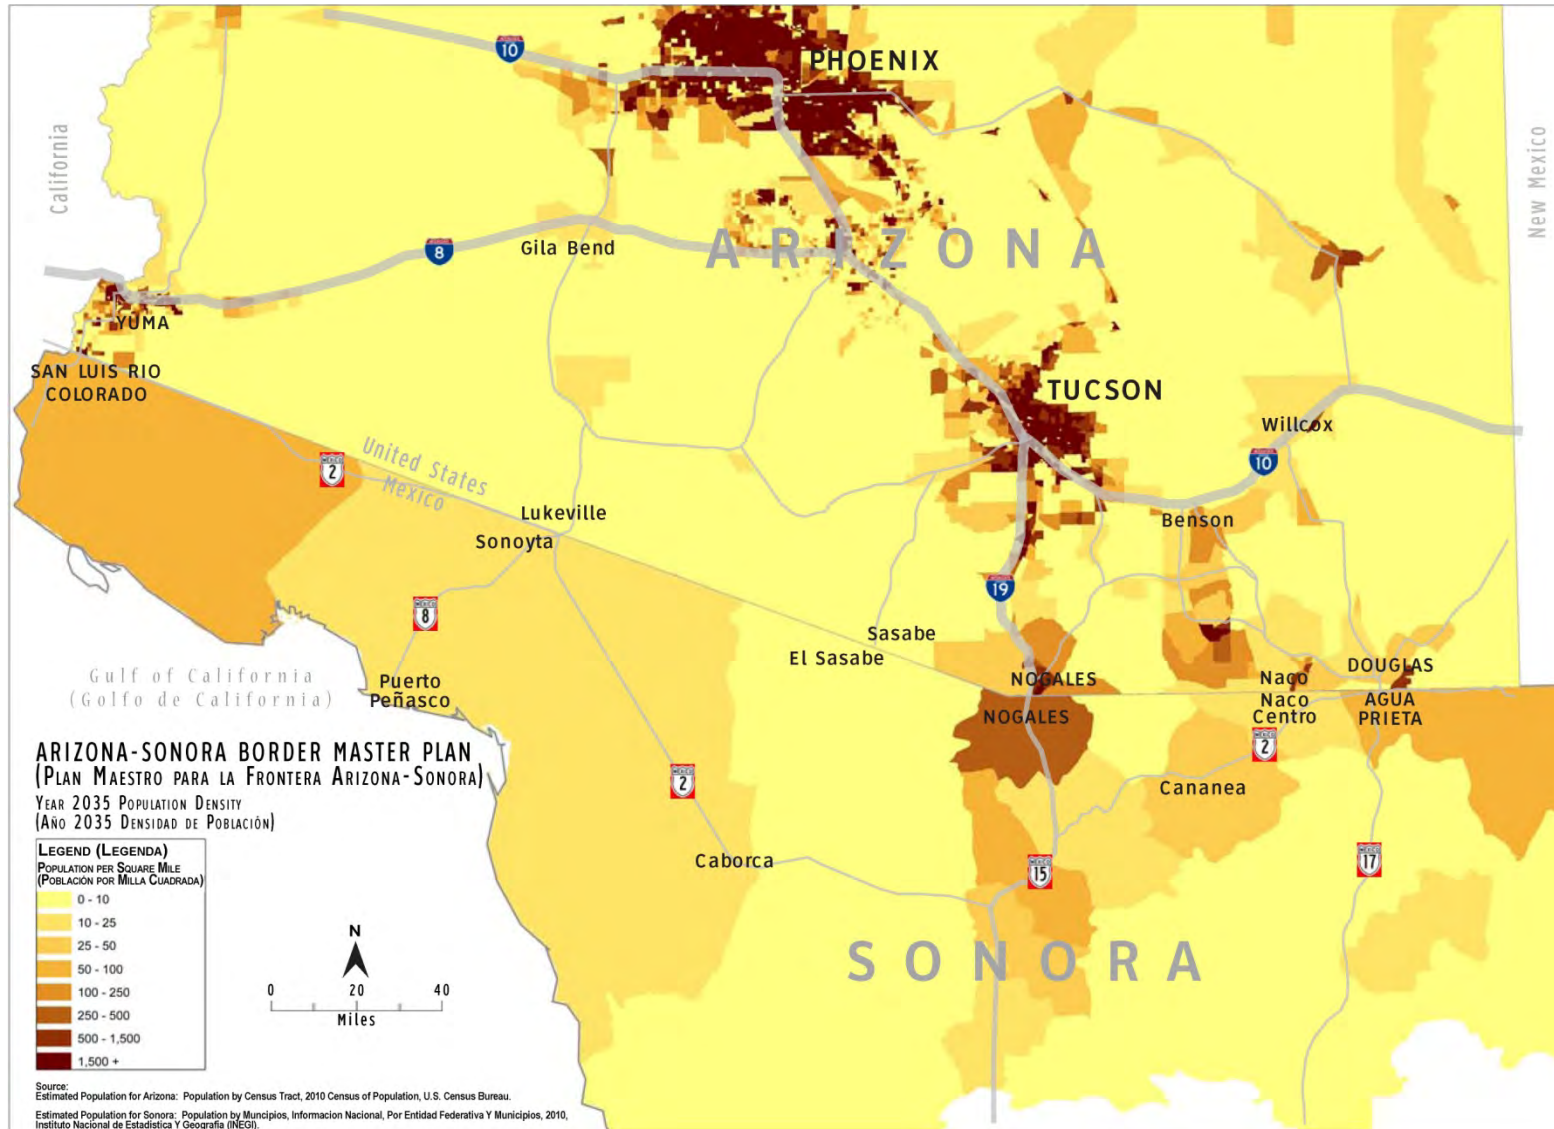 10
PHOENIX
California
New Mexico
8
Gila Bend
ARIZONA
YUMA
SAN LUIS RIO
COLORADO
TUCSON
Willcox
10
United States
Mexico
2
Lukeville
Sonoyta
Benson
19
8
Sasabe
El Sasabe
Gulf of California
(Golfo de California)
Puerto
Peñasco
NOGALES
NOGALES
Naco
Naco
Centro
DOUGLAS
AGUA
PRIETA
2
Cananea
2
Caborca
15
17
SONORA
ARIZONA-SONORA BORDER MASTER PLAN
(PLAN MAESTRO PARA LA FRONTERA ARIZONA-SONORA)
YEAR 2035 POPULATION DENSITY
(AÑO 2035 DENSIDAD DE POBLACIÓN)
LEGEND (LEGENDA)
POPULATION PER SQUARE MILE
(POBLACIÓN POR MILLA CUADRADA)
0 - 10
10 - 25
25 - 50
50 - 100
100 - 250
250 - 500
500 - 1,500
1,500 +
N
0 20 40
Miles
Source:
Estimated Population for Arizona: Population by Census Tract, 2010 Census of Population, U.S. Census Bureau.
Estimated Population for Sonora: Population by Muncipios, Informacion Nacional, Por Entidad Federativa Y Municipios, 2010,
Instituto Nacional de Estadística Y Geografía (INEGI).